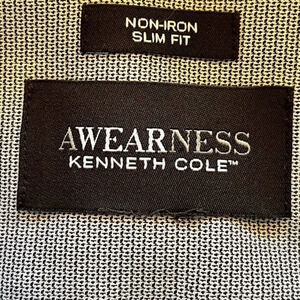 NON-IRON
SLIM FIT
AWEARNESS
KENNETH COLE™